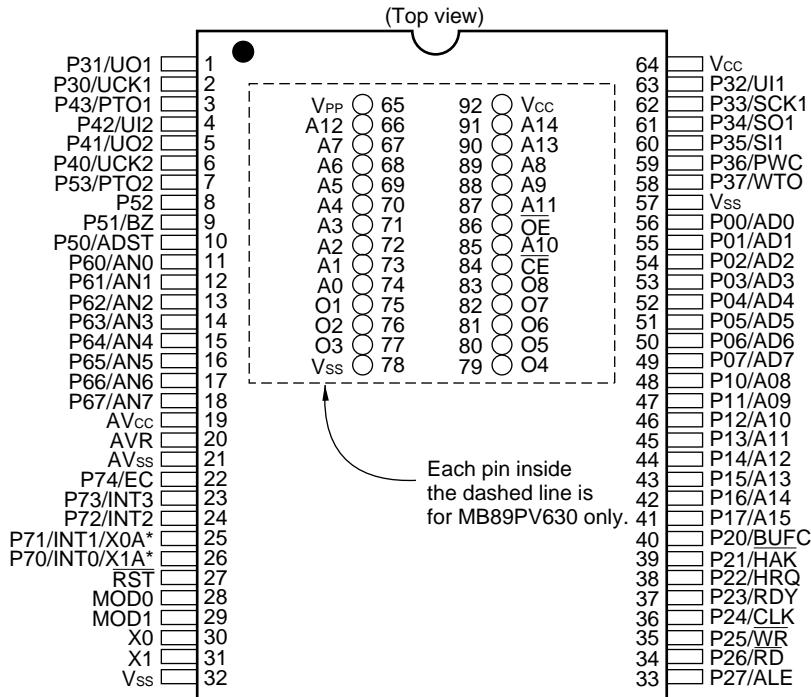 (Top view)
P31/UO1 1
P30/UCK1 2
P43/PTO1 3
P42/UI2 4
P41/UO2 5
P40/UCK2 6
P53/PTO2 7
P52 8
P51/BZ 9
P50/ADST 10
P60/AN0 11
P61/AN1 12
P62/AN2 13
P63/AN3 14
P64/AN4 15
P65/AN5 16
P66/AN6 17
P67/AN7 18
AVCC 19
AVR 20
AVSS 21
P74/EC 22
P73/INT3 23
P72/INT2 24
P71/INT1/X0A* 25
P70/INT0/X1A* 26
R̅S̅T̅ 27
MOD0 28
MOD1 29
X0 30
X1 31
VSS 32
VPP 65
A12 66
A7 67
A6 68
A5 69
A4 70
A3 71
A2 72
A1 73
A0 74
O1 75
O2 76
O3 77
VSS 78
92 VCC
91 A14
90 A13
89 A8
88 A9
87 A11
86 O̅E̅
85 A10
84 C̅E̅
83 O8
82 O7
81 O6
80 O5
79 O4
Each pin inside
the dashed line is
for MB89PV630 only.
64 VCC
63 P32/UI1
62 P33/SCK1
61 P34/SO1
60 P35/SI1
59 P36/PWC
58 P37/WTO
57 VSS
56 P00/AD0
55 P01/AD1
54 P02/AD2
53 P03/AD3
52 P04/AD4
51 P05/AD5
50 P06/AD6
49 P07/AD7
48 P10/A08
47 P11/A09
46 P12/A10
45 P13/A11
44 P14/A12
43 P15/A13
42 P16/A14
41 P17/A15
40 P20/BUFC
39 P21/H̅A̅K̅
38 P22/HRQ
37 P23/RDY
36 P24/CLK
35 P25/W̅R̅
34 P26/R̅D̅
33 P27/ALE